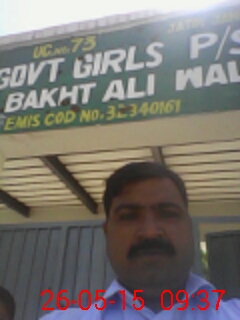 UC.No.73
GOVT GIRLS P/S
BAKHT ALI WAL
EMIS COD NO.32340161
26-05-15 09:37